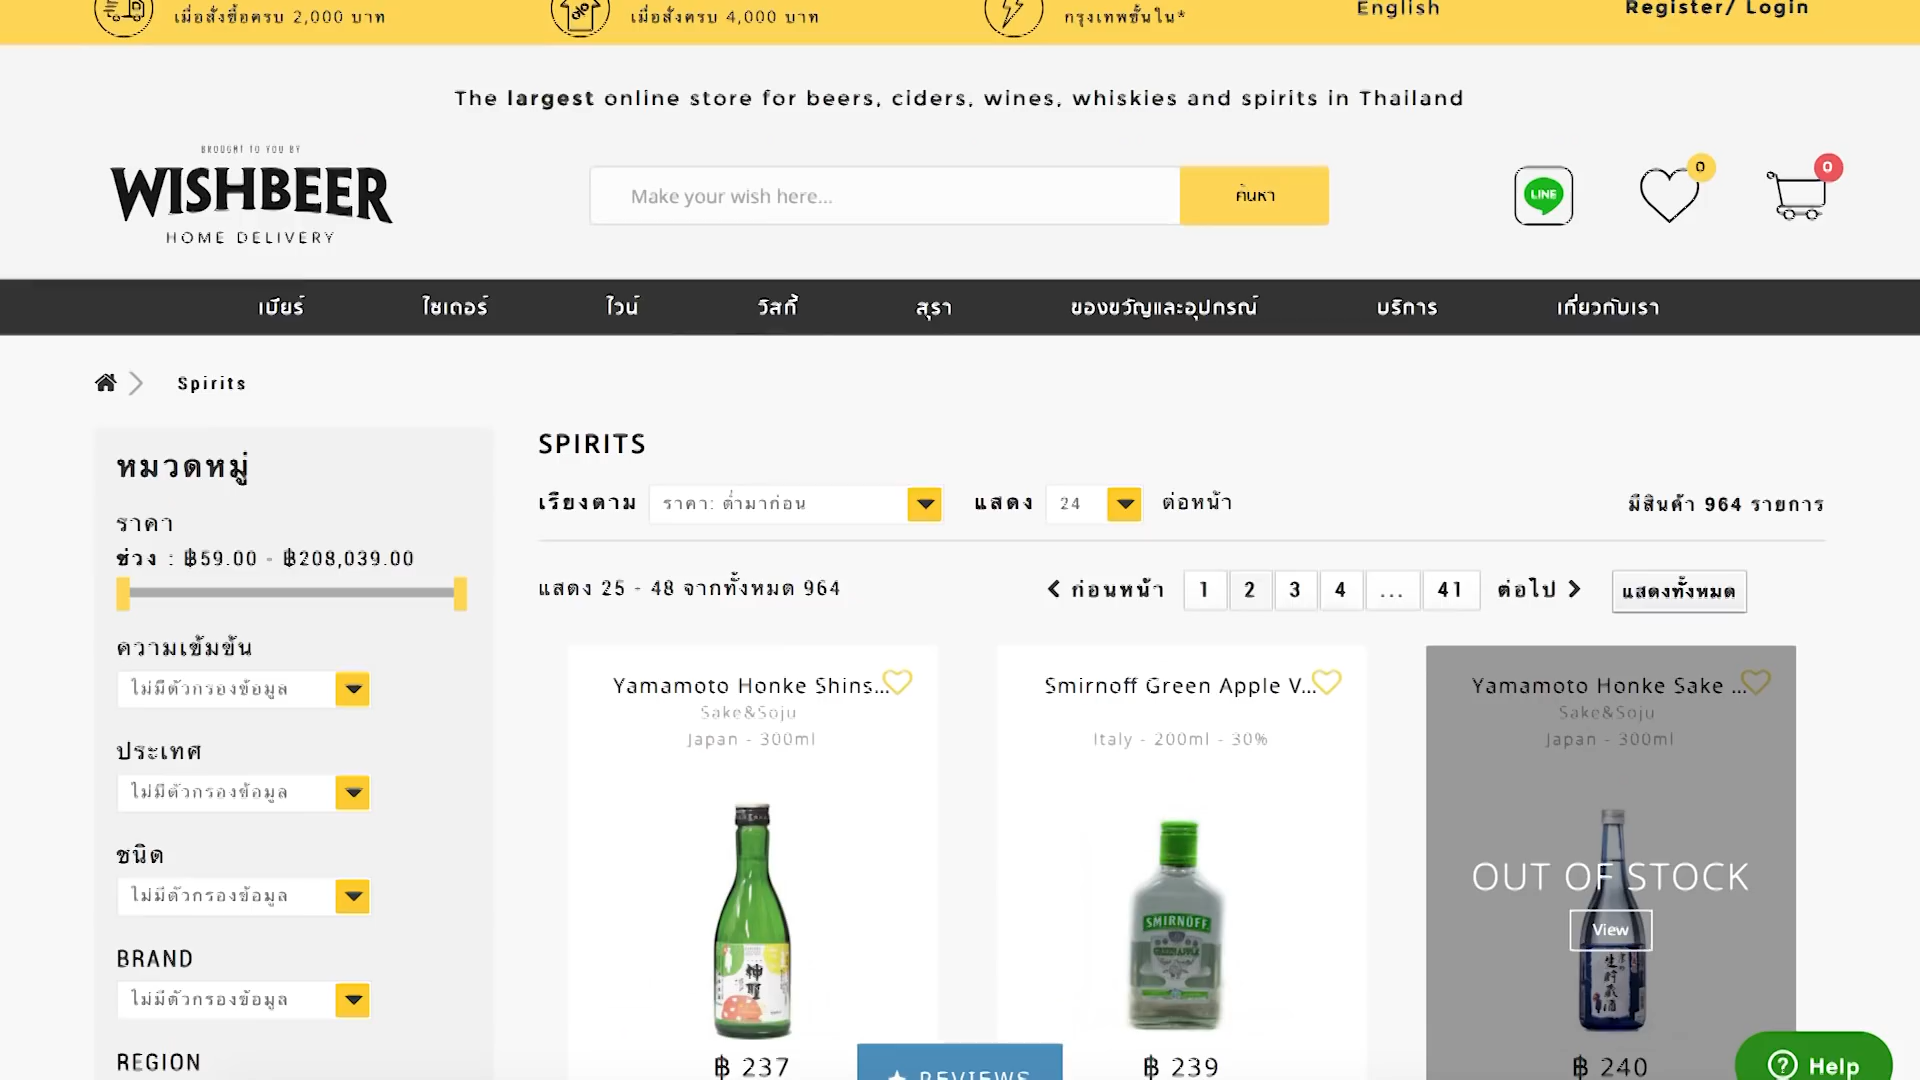 เมื่อสั่งซื้อครบ 2,000 บาท
เมื่อสั่งครบ 4,000 บาท
กรุงเทพชั้นใน*
English
Register/ Login
The largest online store for beers, ciders, wines, whiskies and spirits in Thailand
BROUGHT TO YOU BY
WISHBEER
HOME DELIVERY
Make your wish here...
ค้นหา
LINE
0
0
เบียร์
ไซเดอร์
ไวน์
วิสกี้
สุรา
ของขวัญและอุปกรณ์
บริการ
เกี่ยวกับเรา
Spirits
หมวดหมู่
ราคา
ช่วง : ฿59.00 - ฿208,039.00
ความเข้มข้น
ไม่มีตัวกรองข้อมูล
ประเทศ
ไม่มีตัวกรองข้อมูล
ชนิด
ไม่มีตัวกรองข้อมูล
BRAND
ไม่มีตัวกรองข้อมูล
REGION
SPIRITS
เรียงตาม ราคา: ต่ำมาก่อน แสดง 24 ต่อหน้า
มีสินค้า 964 รายการ
แสดง 25 - 48 จากทั้งหมด 964
ก่อนหน้า 1 2 3 4 ... 41 ต่อไป
แสดงทั้งหมด
Yamamoto Honke Shins...
Sake&Soju
Japan - 300ml
฿ 237
Smirnoff Green Apple V...
Italy - 200ml - 30%
SMIRNOFF
GREEN APPLE
฿ 239
Yamamoto Honke Sake ...
Sake&Soju
Japan - 300ml
OUT OF STOCK
View
生貯蔵酒
฿ 240
REVIEWS
Help